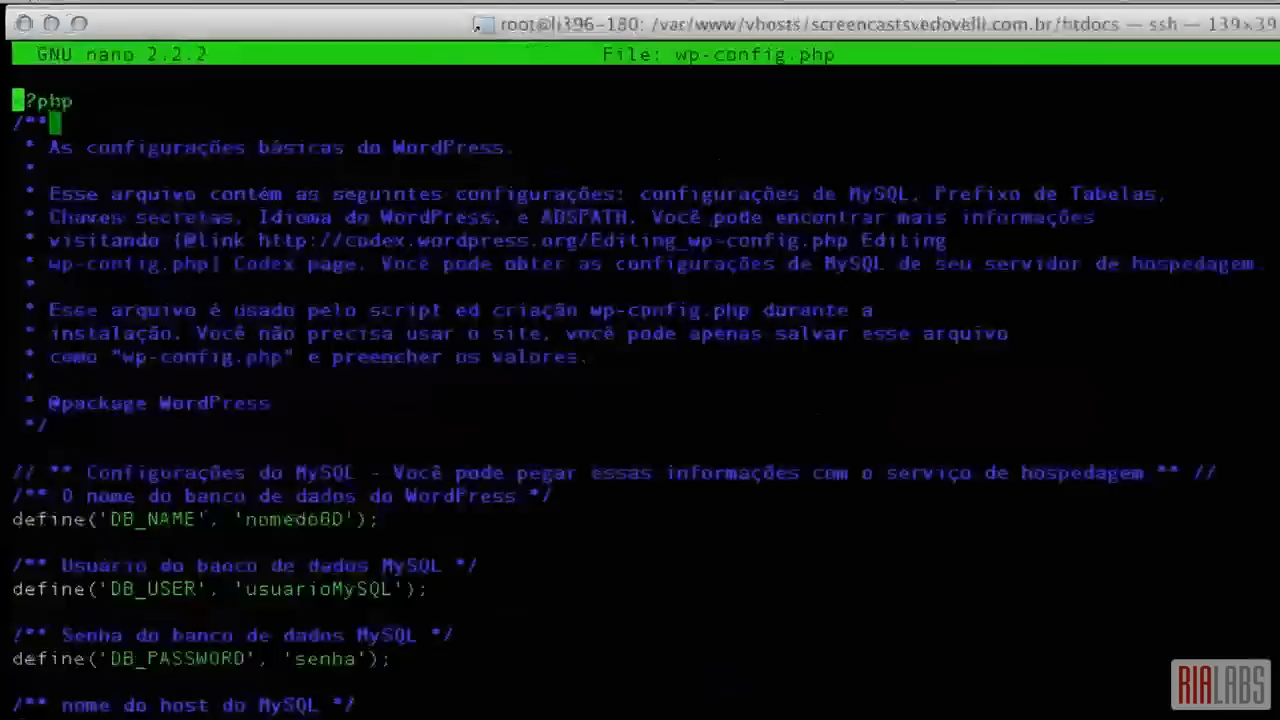 root@li396-180: /var/www/vhosts/screencastsvedovelli.com.br/htdocs — ssh — 139×39
GNU nano 2.2.2 File: wp-config.php
<?php
/**
 * As configurações básicas do WordPress.
 *
 * Esse arquivo contém as seguintes configurações: configurações de MySQL, Prefixo de Tabelas,
 * Chaves secretas, Idioma do WordPress, e ABSPATH. Você pode encontrar mais informações
 * visitando {@link http://codex.wordpress.org/Editing_wp-config.php Editing
 * wp-config.php} Codex page. Você pode obter as configurações de MySQL de seu servidor de hospedagem.
 *
 * Esse arquivo é usado pelo script ed criação wp-config.php durante a
 * instalação. Você não precisa usar o site, você pode apenas salvar esse arquivo
 * como "wp-config.php" e preencher os valores.
 *
 * @package WordPress
 */
// ** Configurações do MySQL - Você pode pegar essas informações com o serviço de hospedagem ** //
/** O nome do banco de dados do WordPress */
define('DB_NAME', 'nomedoBD');
/** Usuário do banco de dados MySQL */
define('DB_USER', 'usuarioMySQL');
/** Senha do banco de dados MySQL */
define('DB_PASSWORD', 'senha');
/** nome do host do MySQL */
RIALABS